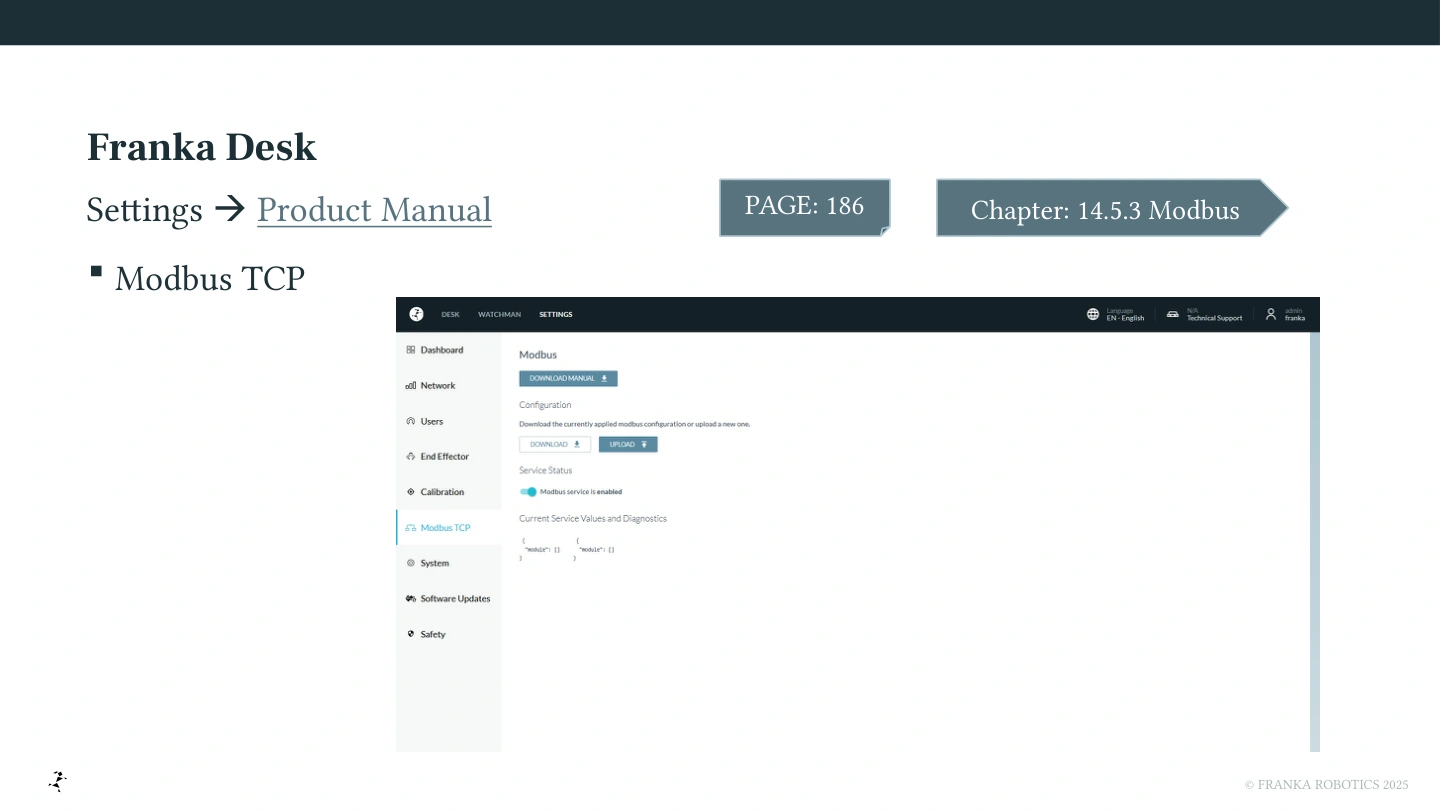 Franka Desk
Settings → Product Manual
PAGE: 186
Chapter: 14.5.3 Modbus
▪ Modbus TCP
DESK WATCHMAN SETTINGS
Language
EN - English
N/A
Technical Support
admin
franka
Dashboard
Network
Users
End Effector
Calibration
Modbus TCP
System
Software Updates
Safety
Modbus
DOWNLOAD MANUAL
Configuration
Download the currently applied modbus configuration or upload a new one.
DOWNLOAD UPLOAD
Service Status
Modbus service is enabled
Current Service Values and Diagnostics
{ {
"module": [] "module": []
} }
© FRANKA ROBOTICS 2025